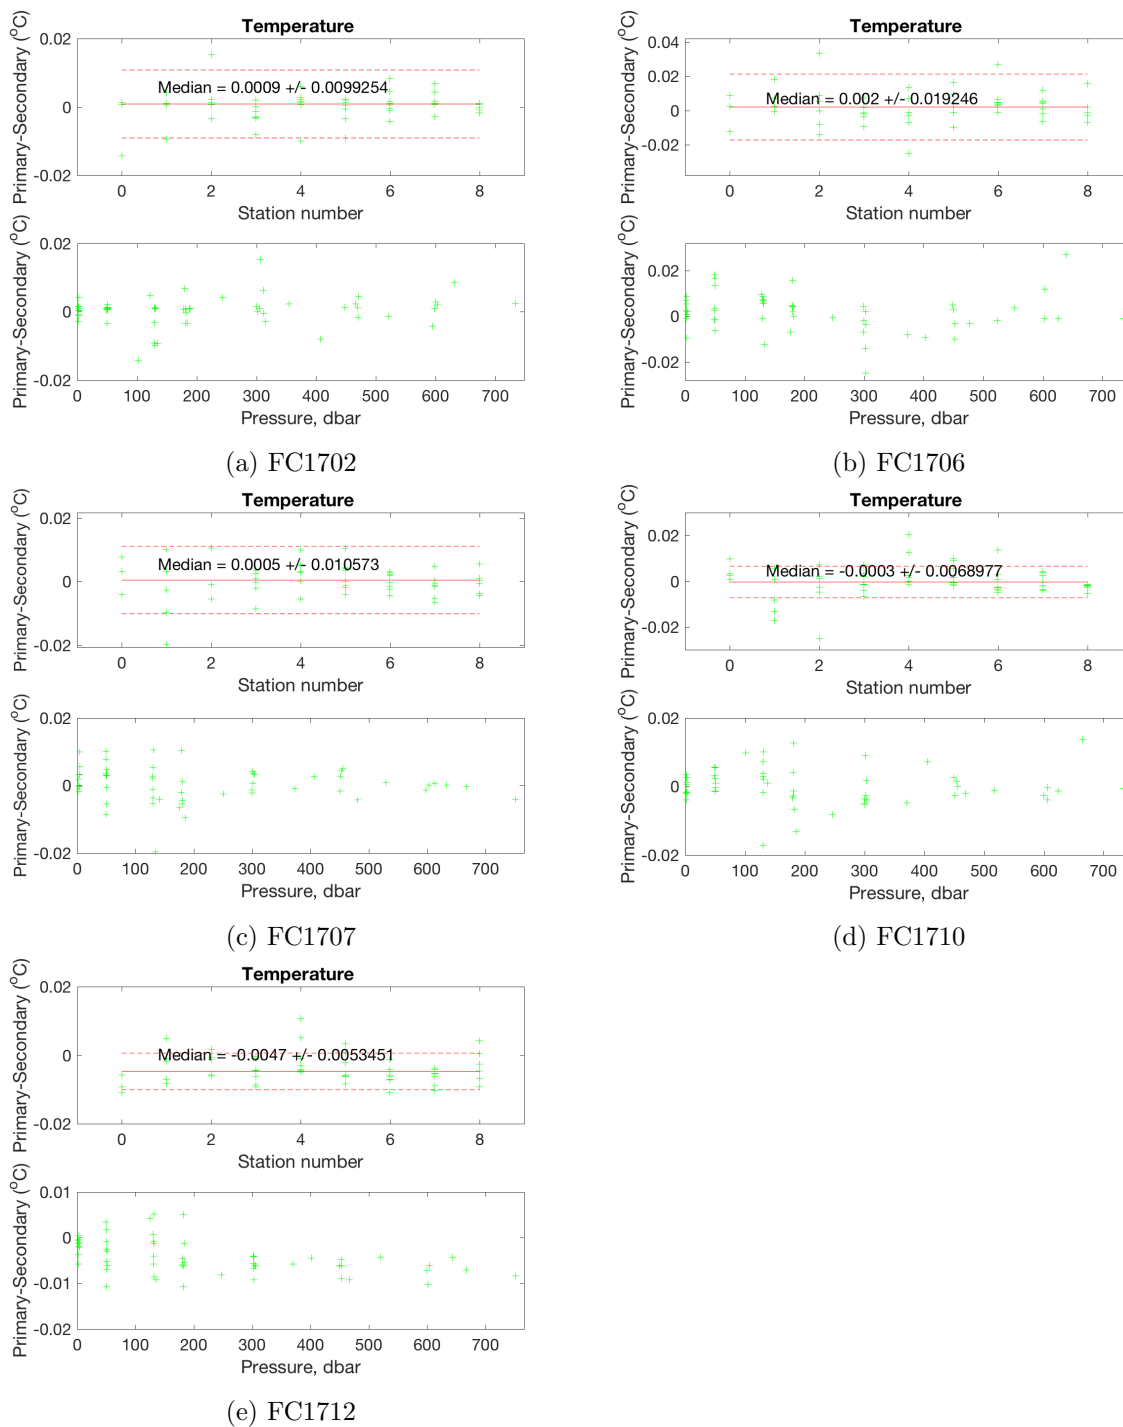 Temperature
Primary-Secondary (oC)
0.02
0
-0.02
Median = 0.0009 +/- 0.0099254
0 2 4 6 8
Station number
Primary-Secondary (oC)
0.02
0
-0.02
0 100 200 300 400 500 600 700
Pressure, dbar
(a) FC1702
Temperature
Primary-Secondary (oC)
0.04
0.02
0
-0.02
Median = 0.002 +/- 0.019246
0 2 4 6 8
Station number
Primary-Secondary (oC)
0.02
0
-0.02
0 100 200 300 400 500 600 700
Pressure, dbar
(b) FC1706
Temperature
Primary-Secondary (oC)
0.02
0
-0.02
Median = 0.0005 +/- 0.010573
0 2 4 6 8
Station number
Primary-Secondary (oC)
0.02
0
-0.02
0 100 200 300 400 500 600 700
Pressure, dbar
(c) FC1707
Temperature
Primary-Secondary (oC)
0.02
0
-0.02
Median = -0.0003 +/- 0.0068977
0 2 4 6 8
Station number
Primary-Secondary (oC)
0.02
0
-0.02
0 100 200 300 400 500 600 700
Pressure, dbar
(d) FC1710
Temperature
Primary-Secondary (oC)
0.02
0
-0.02
Median = -0.0047 +/- 0.0053451
0 2 4 6 8
Station number
Primary-Secondary (oC)
0.01
0
-0.01
-0.02
0 100 200 300 400 500 600 700
Pressure, dbar
(e) FC1712